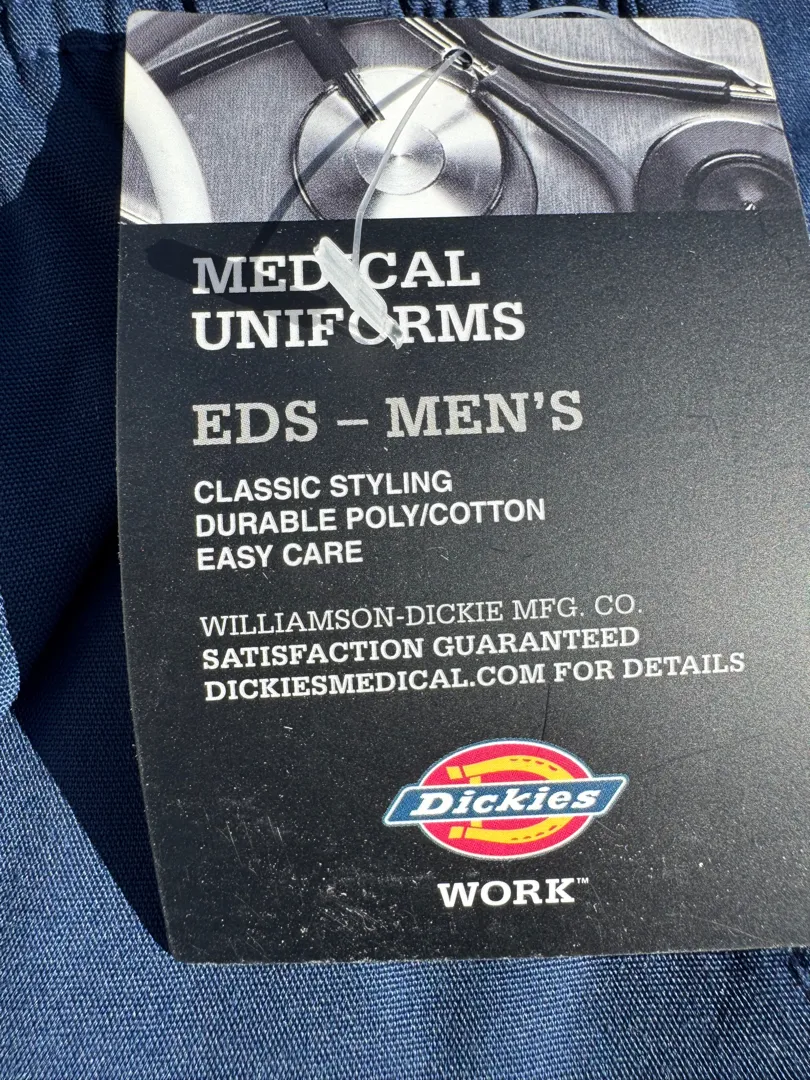 MEDICAL
UNIFORMS
EDS – MEN'S
CLASSIC STYLING
DURABLE POLY/COTTON
EASY CARE
WILLIAMSON-DICKIE MFG. CO.
SATISFACTION GUARANTEED
DICKIESMEDICAL.COM FOR DETAILS
Dickies
WORK™